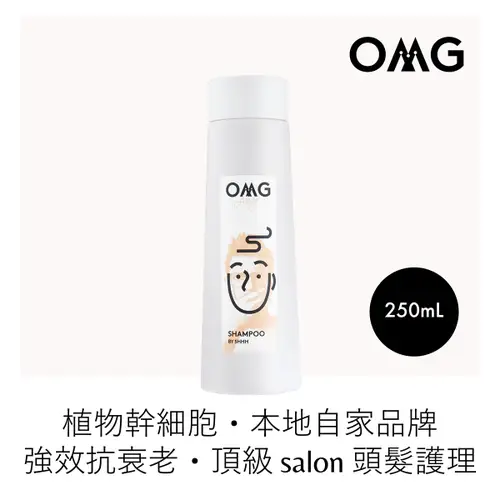 OMG
OMG
SHAMPOO
BY SHHH
250mL
植物幹細胞・本地自家品牌
強效抗衰老・頂級 salon 頭髮護理